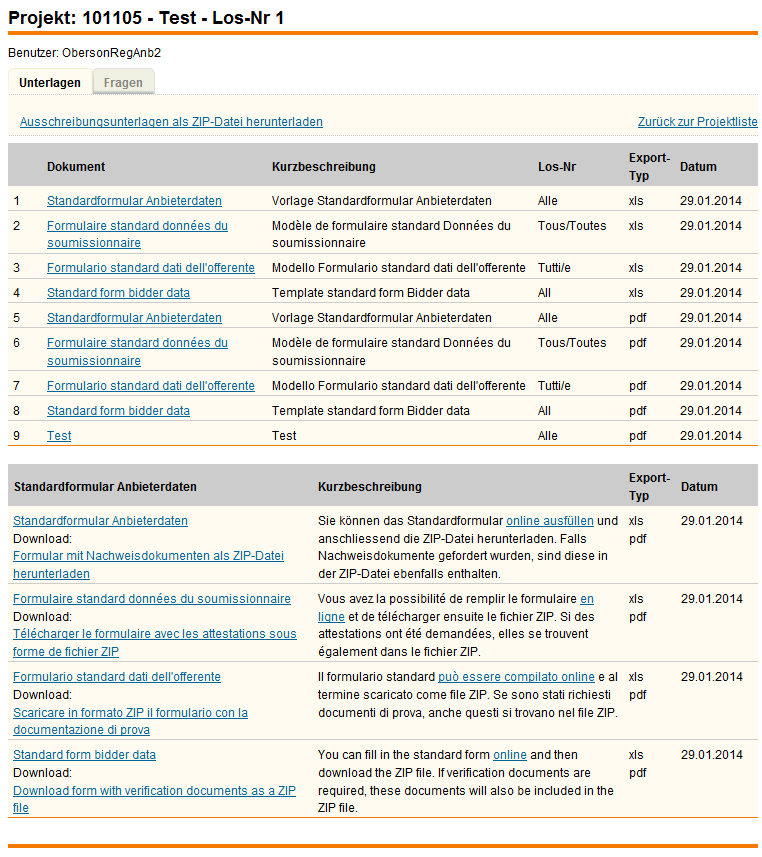 Projekt: 101105 - Test - Los-Nr 1
Benutzer: ObersonRegAnb2
Unterlagen Fragen
Ausschreibungsunterlagen als ZIP-Datei herunterladen Zurück zur Projektliste
Dokument Kurzbeschreibung Los-Nr Export-Typ Datum
1 Standardformular Anbieterdaten Vorlage Standardformular Anbieterdaten Alle xls 29.01.2014
2 Formulaire standard données du Modèle de formulaire standard Données du Tous/Toutes xls 29.01.2014
soumissionnaire soumissionnaire
3 Formulario standard dati dell'offerente Modello Formulario standard dati dell'offerente Tutti/e xls 29.01.2014
4 Standard form bidder data Template standard form Bidder data All xls 29.01.2014
5 Standardformular Anbieterdaten Vorlage Standardformular Anbieterdaten Alle pdf 29.01.2014
6 Formulaire standard données du Modèle de formulaire standard Données du Tous/Toutes pdf 29.01.2014
soumissionnaire soumissionnaire
7 Formulario standard dati dell'offerente Modello Formulario standard dati dell'offerente Tutti/e pdf 29.01.2014
8 Standard form bidder data Template standard form Bidder data All pdf 29.01.2014
9 Test Test Alle pdf 29.01.2014
Standardformular Anbieterdaten Kurzbeschreibung Export-Typ Datum
Standardformular Anbieterdaten Sie können das Standardformular online ausfüllen und xls 29.01.2014
Download: anschliessend die ZIP-Datei herunterladen. Falls pdf
Formular mit Nachweisdokumenten als ZIP-Datei Nachweisdokumente gefordert wurden, sind diese in
herunterladen der ZIP-Datei ebenfalls enthalten.
Formulaire standard données du soumissionnaire Vous avez la possibilité de remplir le formulaire en xls 29.01.2014
Download: ligne et de télécharger ensuite le fichier ZIP. Si des pdf
Télécharger le formulaire avec les attestations sous attestations ont été demandées, elles se trouvent
forme de fichier ZIP également dans le fichier ZIP.
Formulario standard dati dell'offerente Il formulario standard può essere compilato online e al xls 29.01.2014
Download: termine scaricato come file ZIP. Se sono stati richiesti pdf
Scaricare in formato ZIP il formulario con la documenti di prova, anche questi si trovano nel file ZIP.
documentazione di prova
Standard form bidder data You can fill in the standard form online and then xls 29.01.2014
Download: download the ZIP file. If verification documents are pdf
Download form with verification documents as a ZIP required, these documents will also be included in the
file ZIP file.